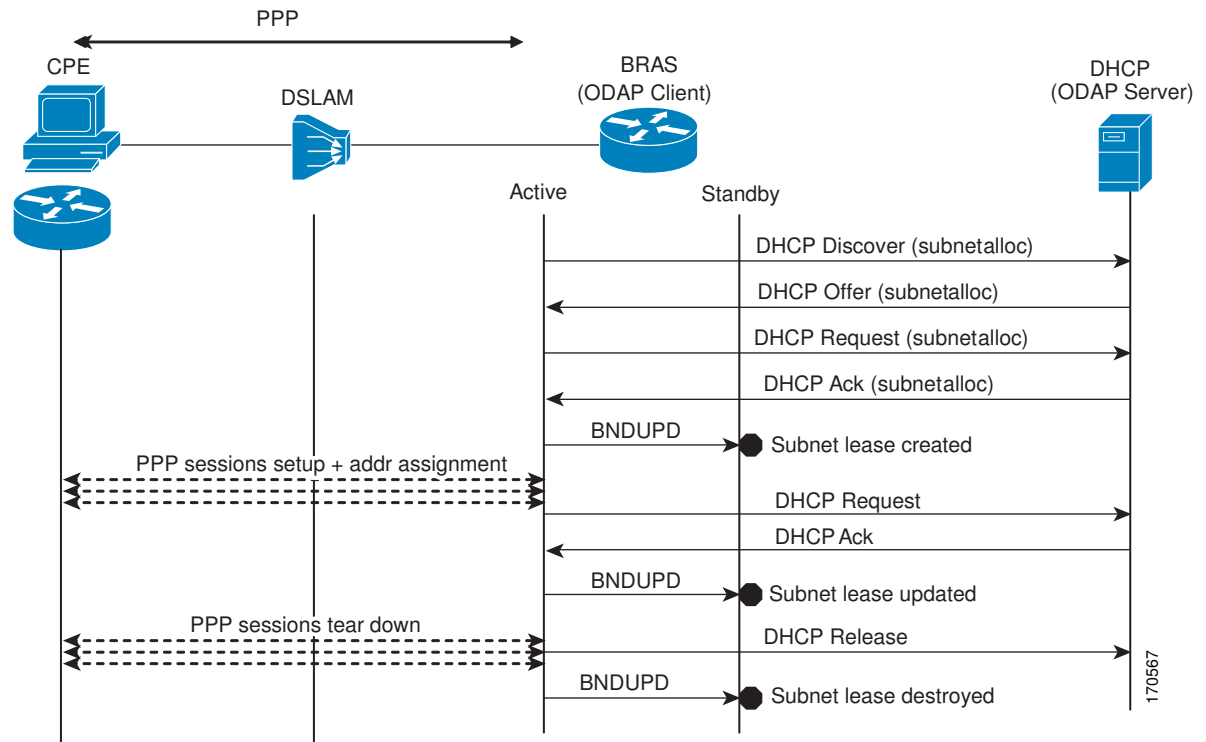 PPP
CPE
DSLAM
BRAS
(ODAP Client)
DHCP
(ODAP Server)
Active
Standby
DHCP Discover (subnetalloc)
DHCP Offer (subnetalloc)
DHCP Request (subnetalloc)
DHCP Ack (subnetalloc)
BNDUPD
Subnet lease created
PPP sessions setup + addr assignment
DHCP Request
DHCP Ack
BNDUPD
Subnet lease updated
PPP sessions tear down
DHCP Release
BNDUPD
Subnet lease destroyed
170567